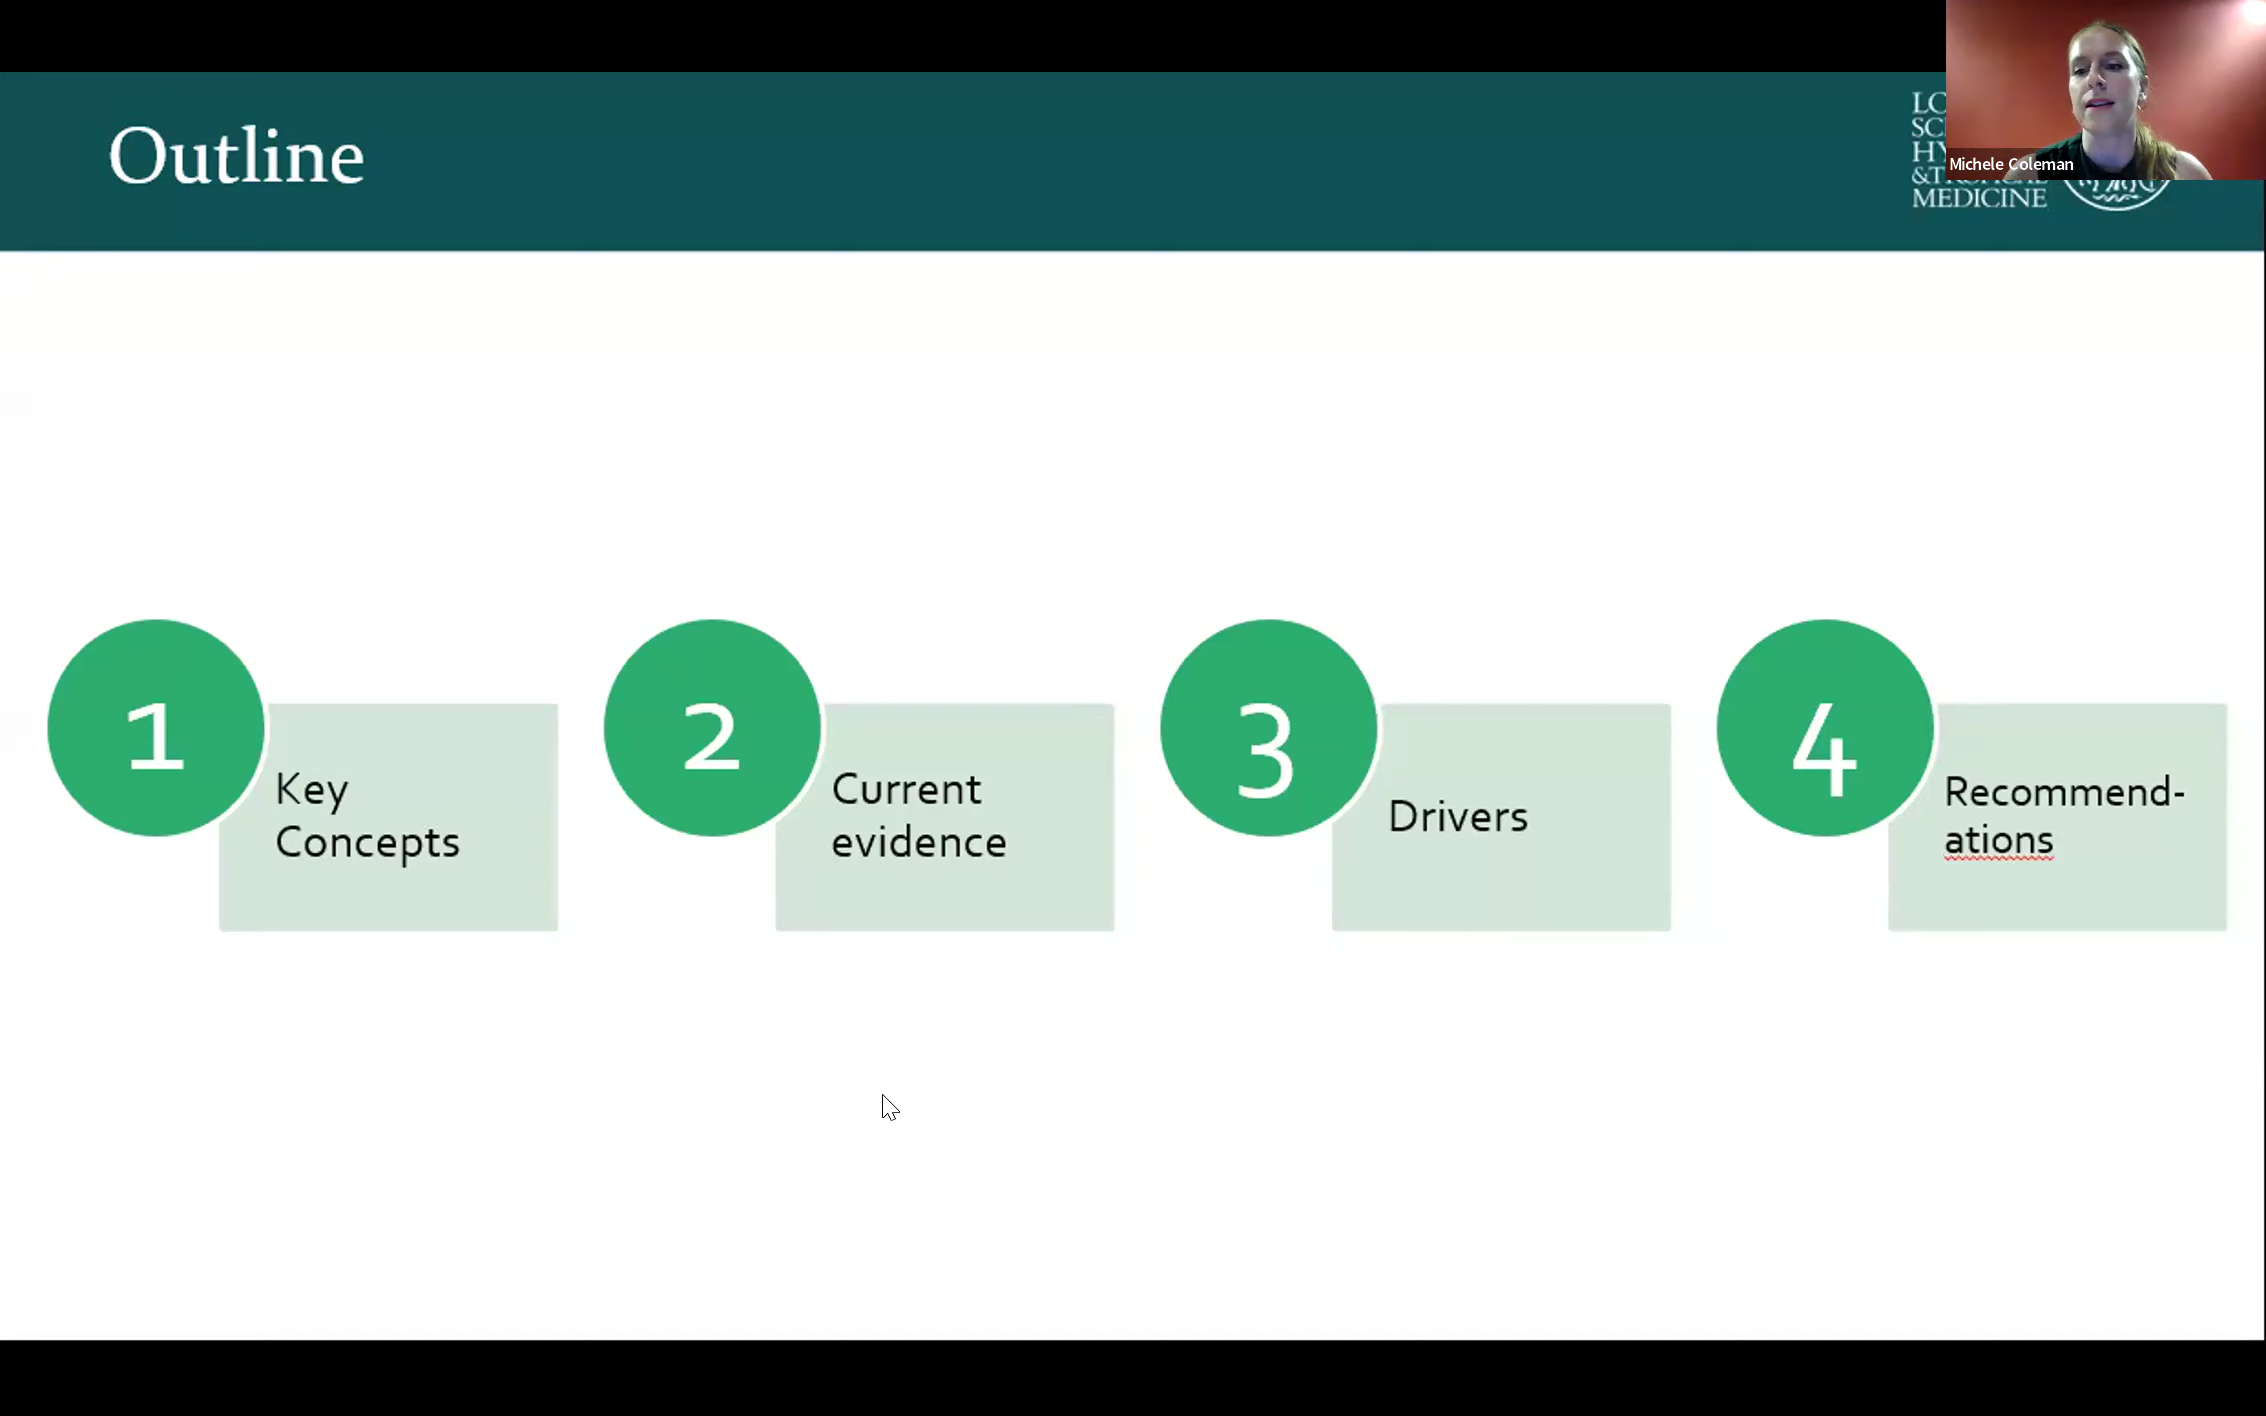 Outline
MEDICINE
Michele Coleman
1
Key
Concepts
2
Current
evidence
3
Drivers
4
Recommend-
ations